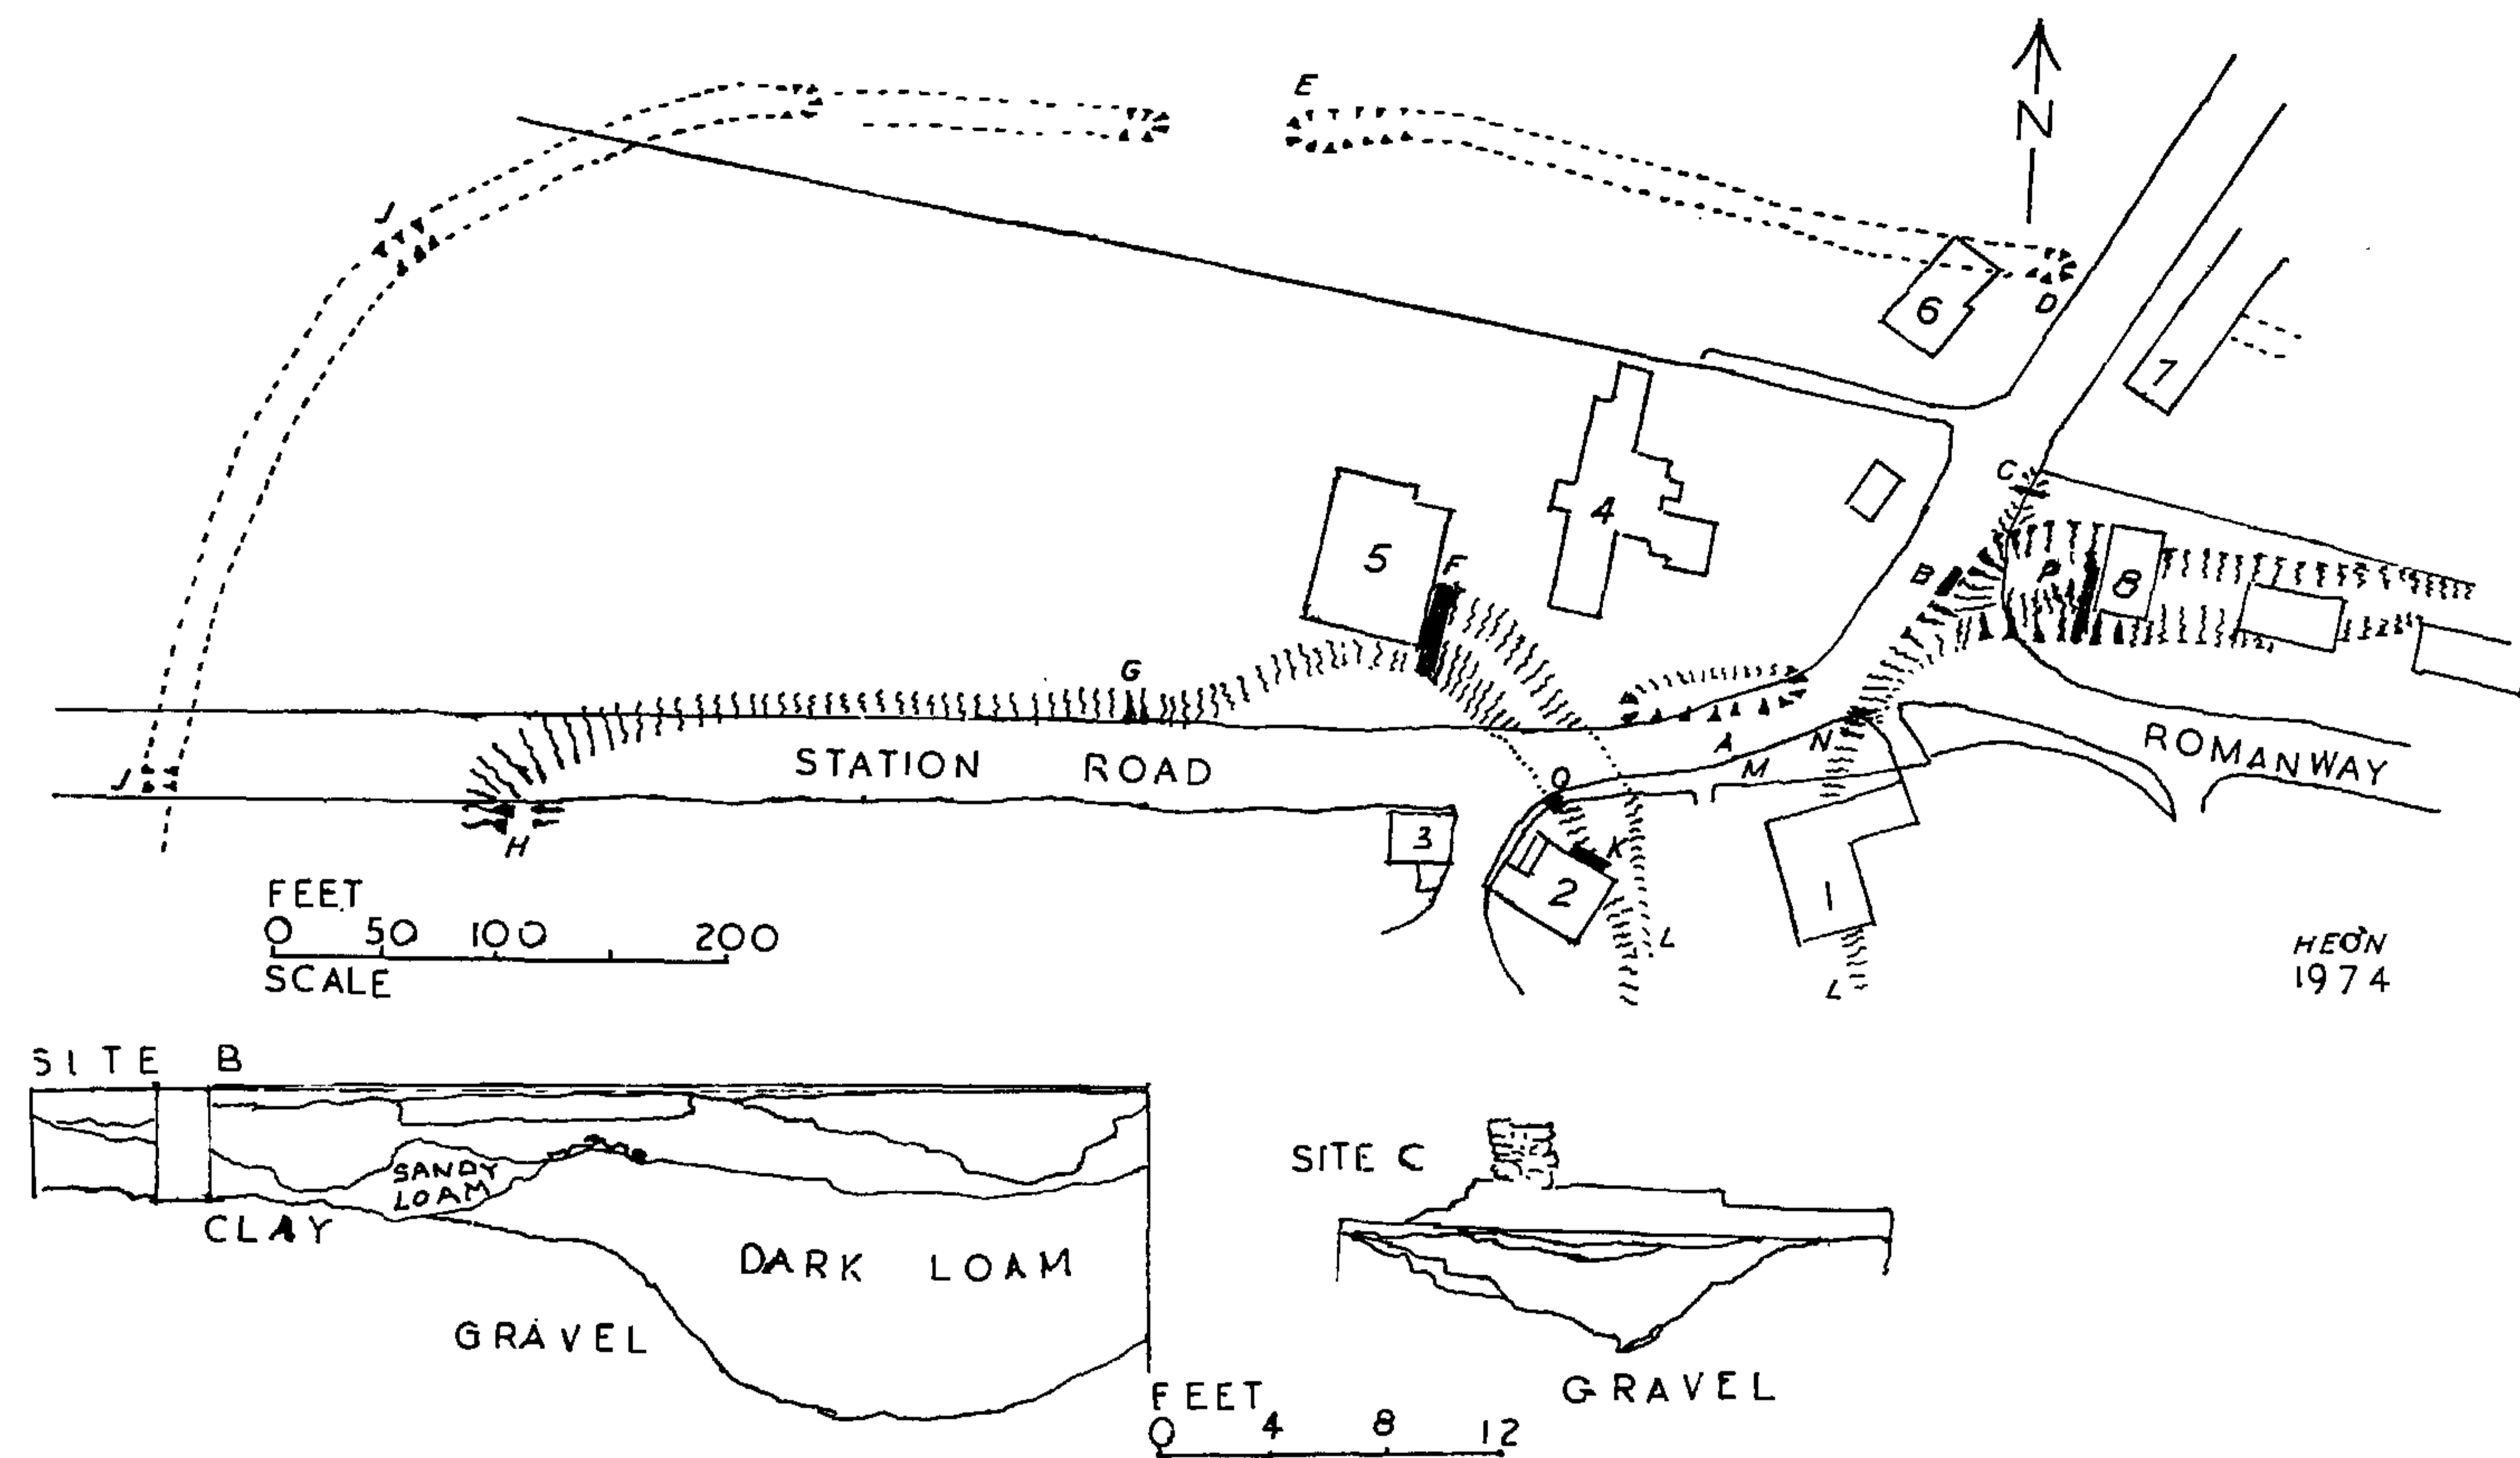 E
N
J
6
D
7
C
4
5
F
B
P
8
G
STATION ROAD
A
N
M
ROMANWAY
J
Q
H
3
K
2
1
L
L
FEET
0 50 100 200
SCALE
HEON
1974
SITE B
SANDY
LOAM
CLAY
DARK LOAM
GRAVEL
SITE C
GRAVEL
FEET
0 4 8 12